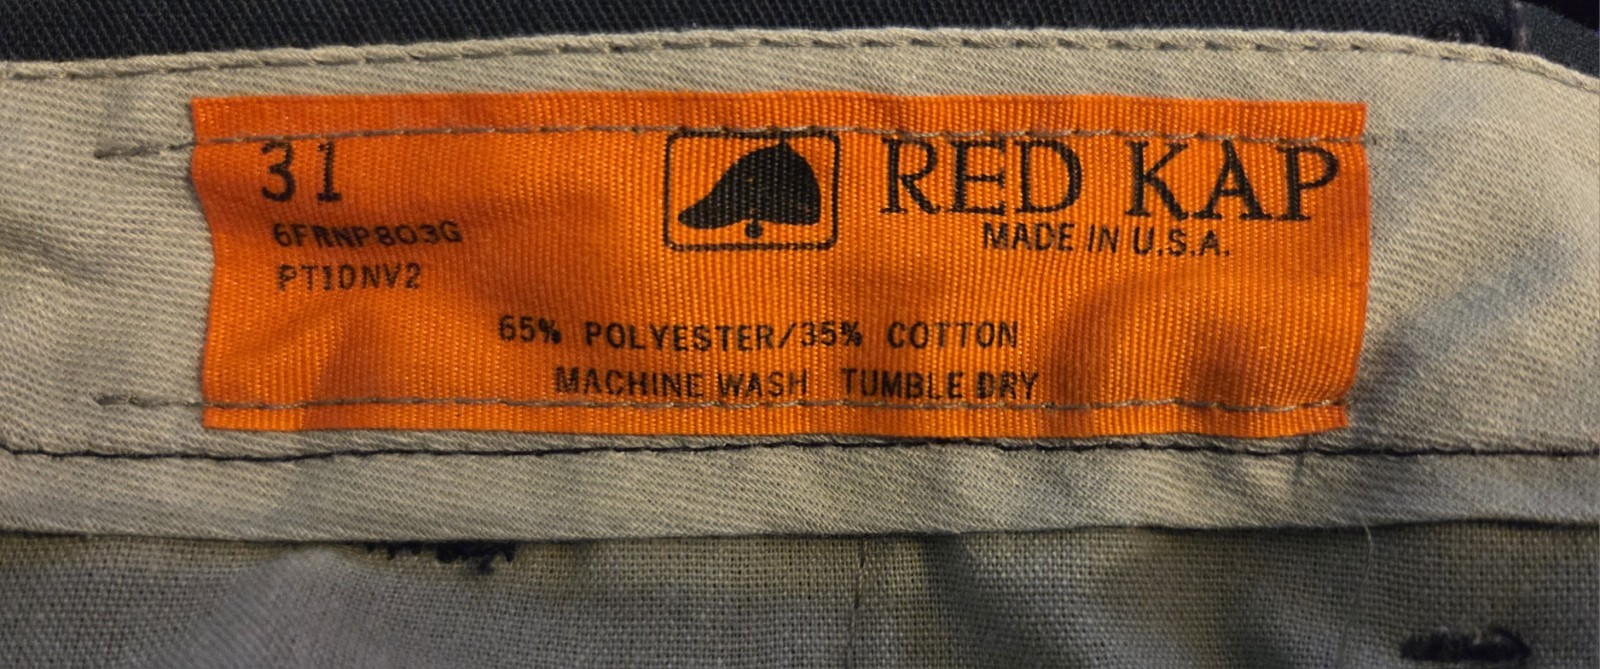 31
6FRNP803G
PT10NV2
RED KAP
MADE IN U.S.A.
65% POLYESTER/35% COTTON
MACHINE WASH TUMBLE DRY